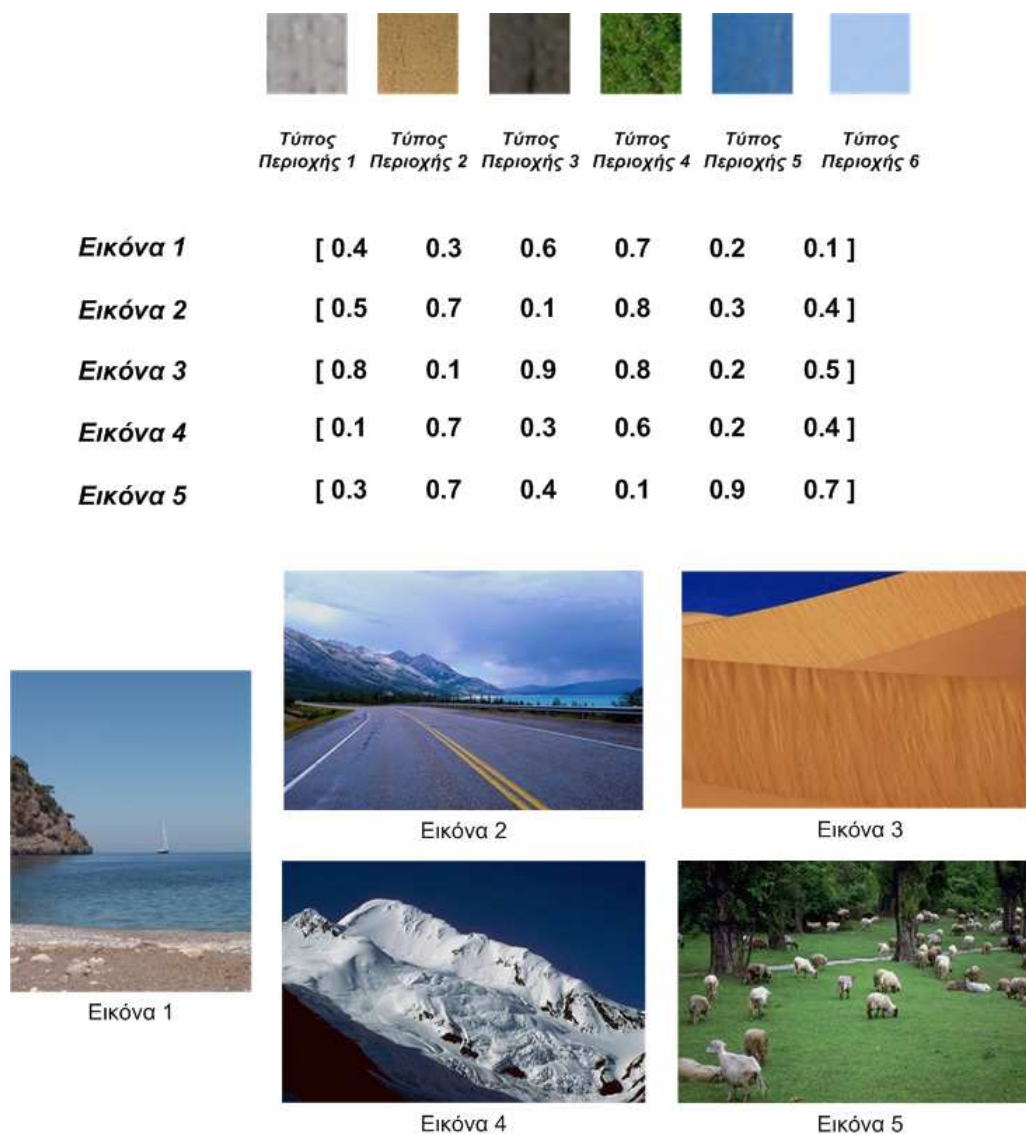 Τύπος Περιοχής 1
Τύπος Περιοχής 2
Τύπος Περιοχής 3
Τύπος Περιοχής 4
Τύπος Περιοχής 5
Τύπος Περιοχής 6
Εικόνα 1 [ 0.4 0.3 0.6 0.7 0.2 0.1 ]
Εικόνα 2 [ 0.5 0.7 0.1 0.8 0.3 0.4 ]
Εικόνα 3 [ 0.8 0.1 0.9 0.8 0.2 0.5 ]
Εικόνα 4 [ 0.1 0.7 0.3 0.6 0.2 0.4 ]
Εικόνα 5 [ 0.3 0.7 0.4 0.1 0.9 0.7 ]
Εικόνα 2
Εικόνα 3
Εικόνα 1
Εικόνα 4
Εικόνα 5